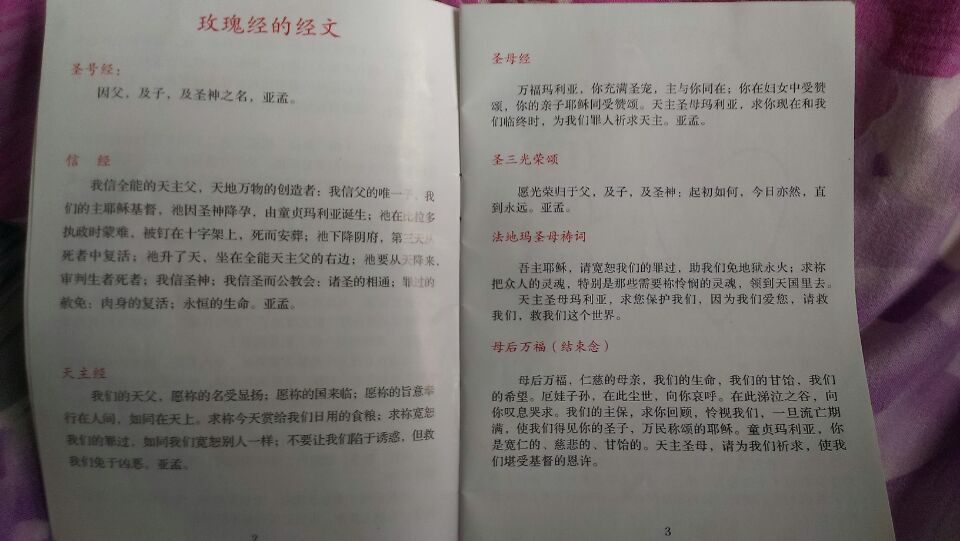 玫瑰经的经文
圣号经：
因父，及子，及圣神之名，亚孟。
信 经
我信全能的天主父，天地万物的创造者；我信父的唯一子，我
们的主耶稣基督，祂因圣神降孕，由童贞玛利亚诞生；祂在比拉多
执政时蒙难，被钉在十字架上，死而安葬；祂下降阴府，第三天从
死者中复活；祂升了天，坐在全能天主父的右边；祂要从天降来，
审判生者死者；我信圣神；我信圣而公教会；诸圣的相通；罪过的
赦免；肉身的复活；永恒的生命。亚孟。
天主经
我们的天父，愿祢的名受显扬；愿祢的国来临；愿祢的旨意奉
行在人间，如同在天上。求祢今天赏给我们日用的食粮；求祢宽恕
我们的罪过，如同我们宽恕别人一样；不要让我们陷于诱惑，但救
我们免于凶恶。亚孟。
2
圣母经
万福玛利亚，你充满圣宠，主与你同在；你在妇女中受赞
颂，你的亲子耶稣同受赞颂。天主圣母玛利亚，求你现在和我
们临终时，为我们罪人祈求天主。亚孟。
圣三光荣颂
愿光荣归于父，及子，及圣神；起初如何，今日亦然，直
到永远。亚孟。
法地玛圣母祷词
吾主耶稣，请宽恕我们的罪过，助我们免地狱永火；求祢
把众人的灵魂，特别是那些需要祢怜悯的灵魂，领到天国里去。
天主圣母玛利亚，求您保护我们，因为我们爱您，请救
我们，救我们这个世界。
母后万福（结束念）
母后万福，仁慈的母亲，我们的生命，我们的甘饴，我们
的希望。厄娃子孙，在此尘世，向你哀呼。在此涕泣之谷，向
你叹息哭求。我们的主保，求你回顾，怜视我们，一旦流亡期
满，使我们得见你的圣子，万民称颂的耶稣。童贞玛利亚，你
是宽仁的、慈悲的、甘饴的。天主圣母，请为我们祈求，使我
们堪受基督的恩许。
3